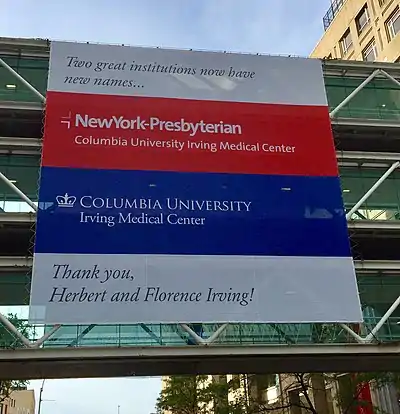 Two great institutions now have
new names...
NewYork-Presbyterian
Columbia University Irving Medical Center
COLUMBIA UNIVERSITY
Irving Medical Center
Thank you,
Herbert and Florence Irving!